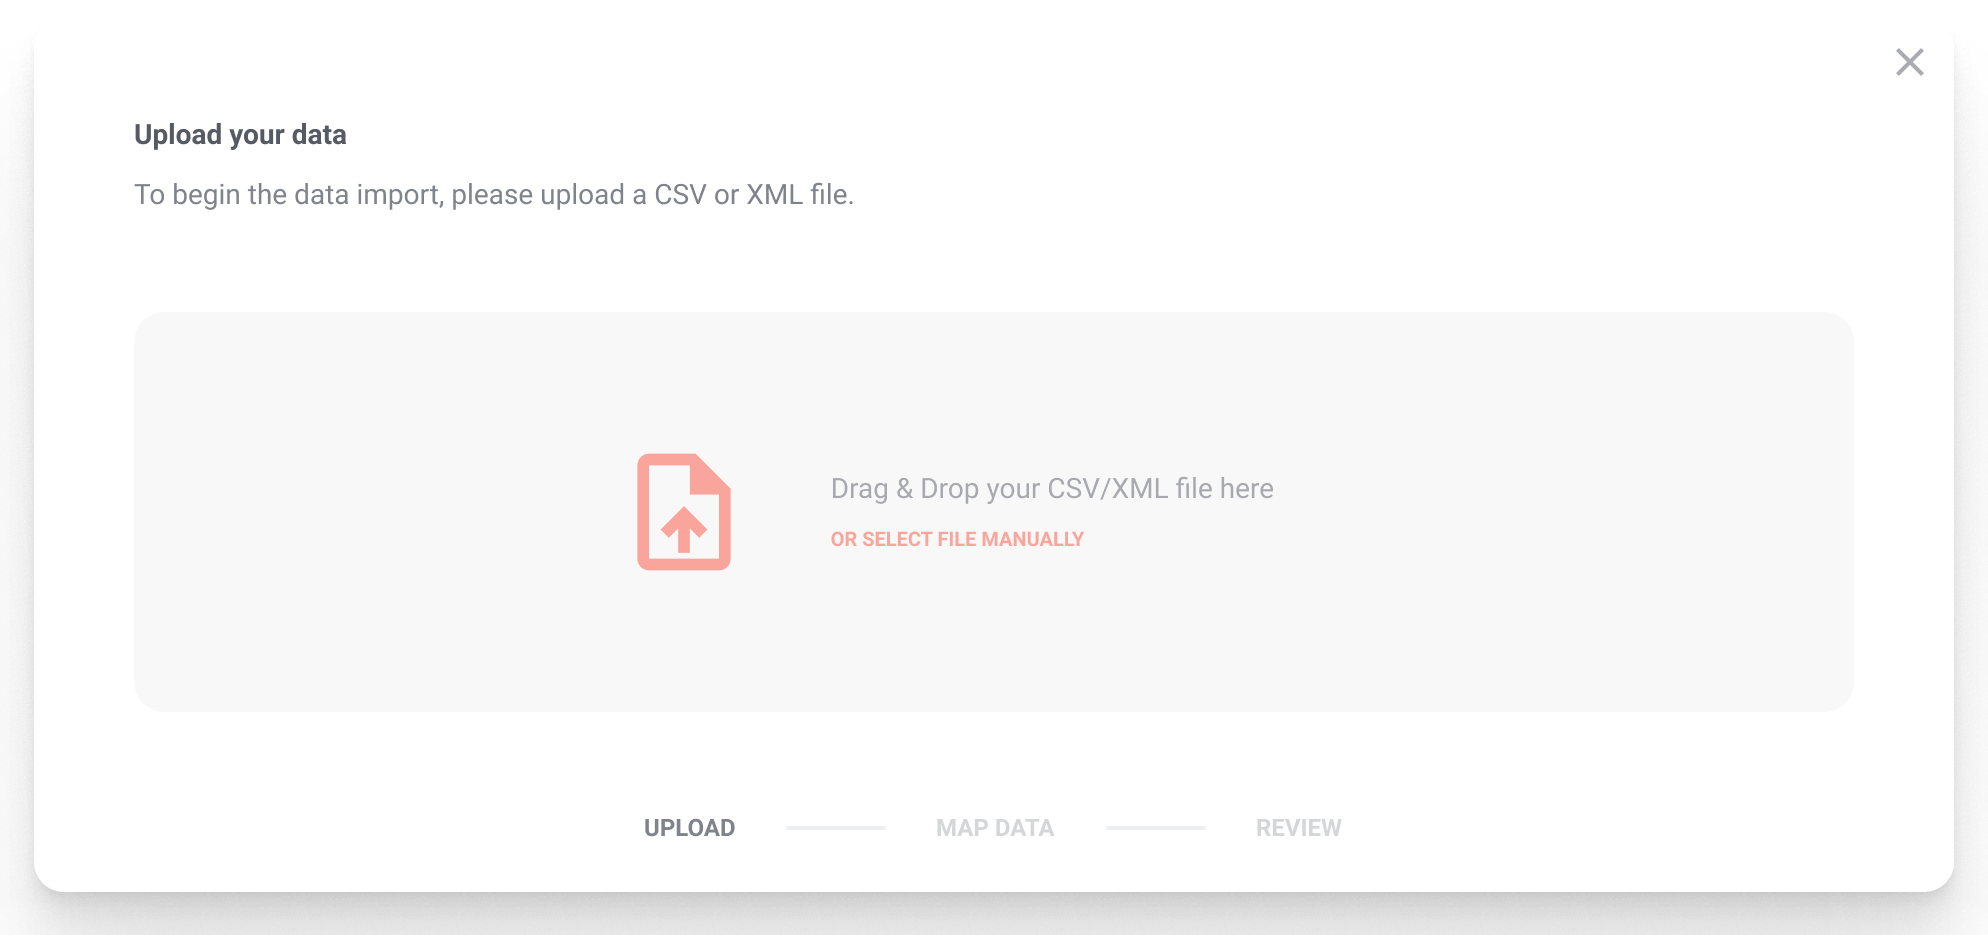 Upload your data
To begin the data import, please upload a CSV or XML file.
Drag & Drop your CSV/XML file here
OR SELECT FILE MANUALLY
UPLOAD
MAP DATA
REVIEW